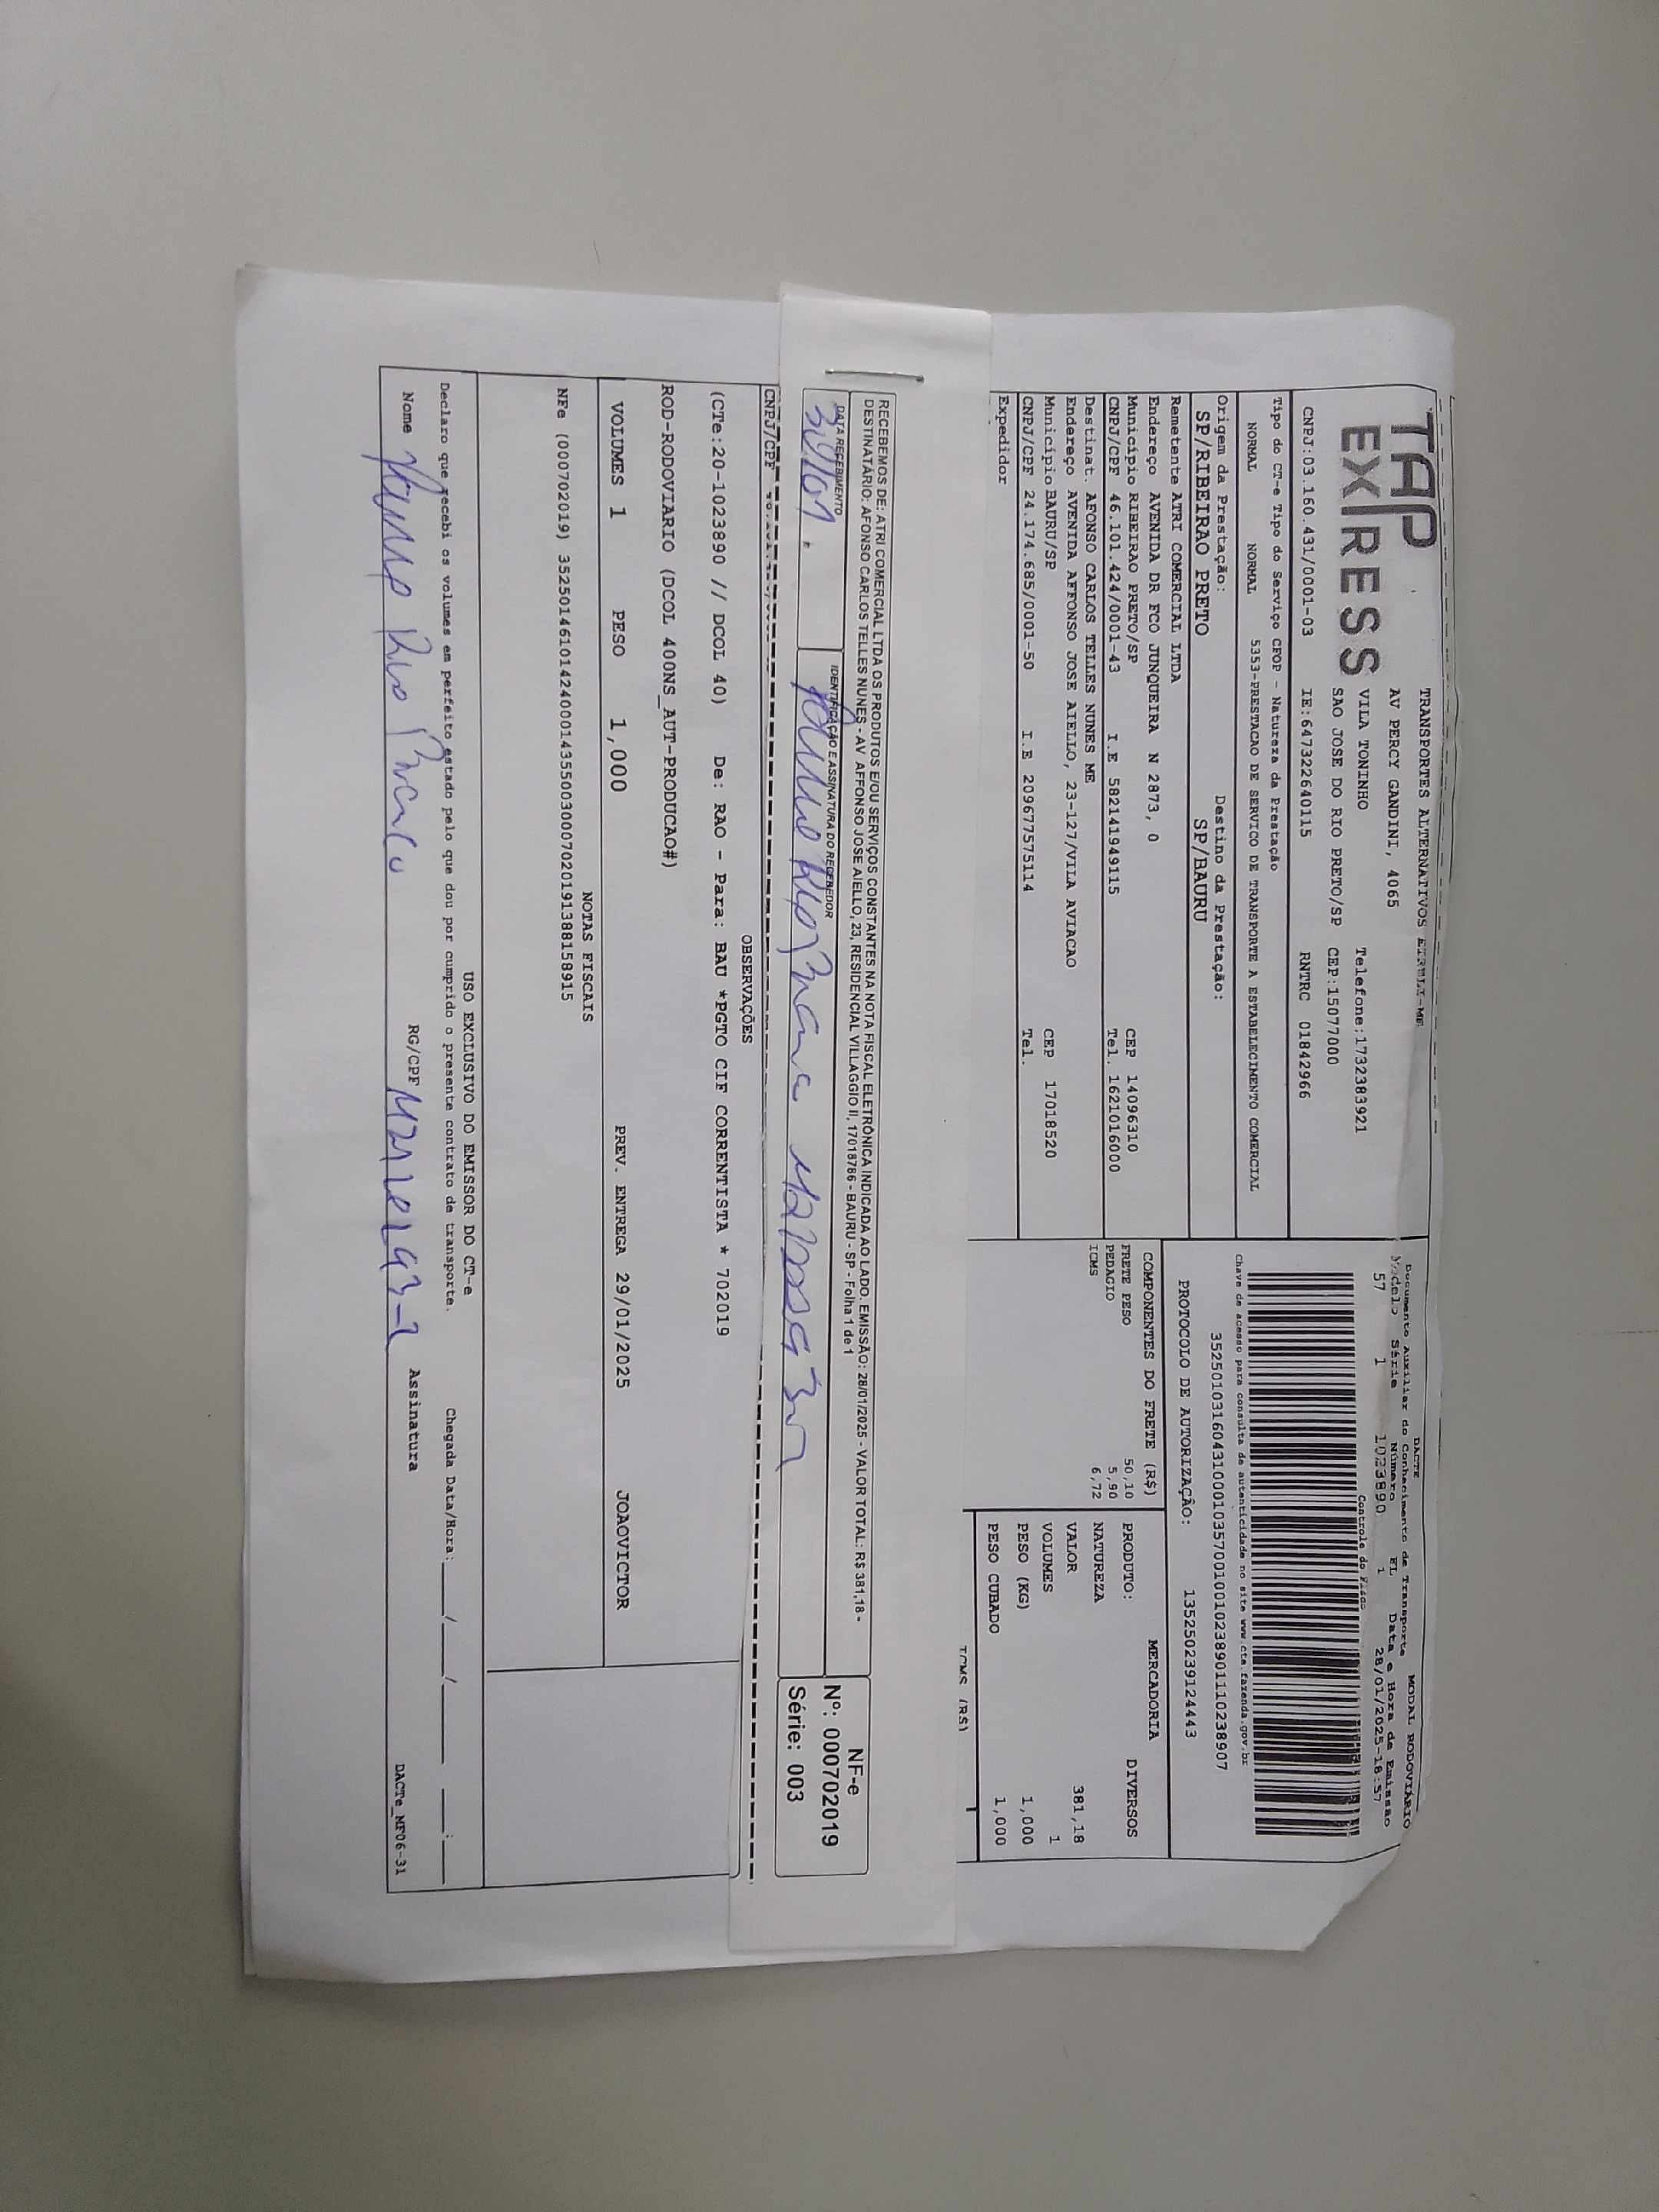 TAP
EXPRESS
TRANSPORTES ALTERNATIVOS EIRELI-ME
AV PERCY GANDINI, 4065
VILA TONINHO Telefone:1732383921
SAO JOSE DO RIO PRETO/SP CEP:15077000
CNPJ:03.160.431/0001-03 IE:647322640115 RNTRC 01842966
Tipo do CT-e Tipo do Serviço CFOP - Natureza da Prestação
NORMAL NORMAL 5353-PRESTACAO DE SERVICO DE TRANSPORTE A ESTABELECIMENTO COMERCIAL
Origem da Prestação: Destino da Prestação:
SP/RIBEIRAO PRETO SP/BAURU
Remetente ATRI COMERCIAL LTDA
Endereço AVENIDA DR FCO JUNQUEIRA N 2873, 0
Município RIBEIRAO PRETO/SP CEP 14096310
CNPJ/CPF 46.101.424/0001-43 I.E 582141949115 Tel. 1621016000
Destinat. AFONSO CARLOS TELLES NUNES ME
Endereço AVENIDA AFFONSO JOSE AIELLO, 23-127/VILA AVIACAO
Município BAURU/SP CEP 17018520
CNPJ/CPF 24.174.685/0001-50 I.E 209677575114 Tel.
Expedidor
DACTE MODAL RODOVIÁRIO
Documento Auxiliar do Conhecimento de Transporte
Modelo Série Número FL Data e Hora de Emissão
57 1 1023890 1 28/01/2025-18:57
Controle do Fisco
Chave de acesso para consulta de autenticidade no site www.cte.fazenda.gov.br
35250103160431000103570010010238901110238907
PROTOCOLO DE AUTORIZAÇÃO: 135250239124443
COMPONENTES DO FRETE (R$)
FRETE PESO 50,10
PEDAGIO 5,90
ICMS 6,72
MERCADORIA
PRODUTO: DIVERSOS
NATUREZA
VALOR 381,18
VOLUMES 1
PESO (KG) 1,000
PESO CUBADO 1,000
ICMS (R$)
RECEBEMOS DE: ATRI COMERCIAL LTDA OS PRODUTOS E/OU SERVIÇOS CONSTANTES NA NOTA FISCAL ELETRÔNICA INDICADA AO LADO. EMISSÃO: 28/01/2025 - VALOR TOTAL: R$ 381,18 -
DESTINATÁRIO: AFONSO CARLOS TELLES NUNES - AV AFFONSO JOSE AIELLO, 23, RESIDENCIAL VILLAGGIO II, 17018786 - BAURU - SP - Folha 1 de 1
DATA RECEBIMENTO IDENTIFICAÇÃO E ASSINATURA DO RECEBEDOR
30/01
NF-e
Nº: 000702019
Série: 003
CNPJ/CPF
OBSERVAÇÕES
(CTe:20-1023890 // DCOL 40) De: RAO - Para: BAU *PGTO CIF CORRENTISTA * 702019
ROD-RODOVIARIO (DCOL 400NS_AUT-PRODUCAO#)
VOLUMES 1 PESO 1,000 PREV. ENTREGA 29/01/2025 JOAOVICTOR
NOTAS FISCAIS
NFe (000702019) 35250146101424000143550030007020191388158915
USO EXCLUSIVO DO EMISSOR DO CT-e
Declaro que recebi os volumes em perfeito estado pelo que dou por cumprido o presente contrato de transporte. Chegada Data/Hora: ____/____/____ ____:____
Nome RG/CPF Assinatura
DACTe_NF06-31